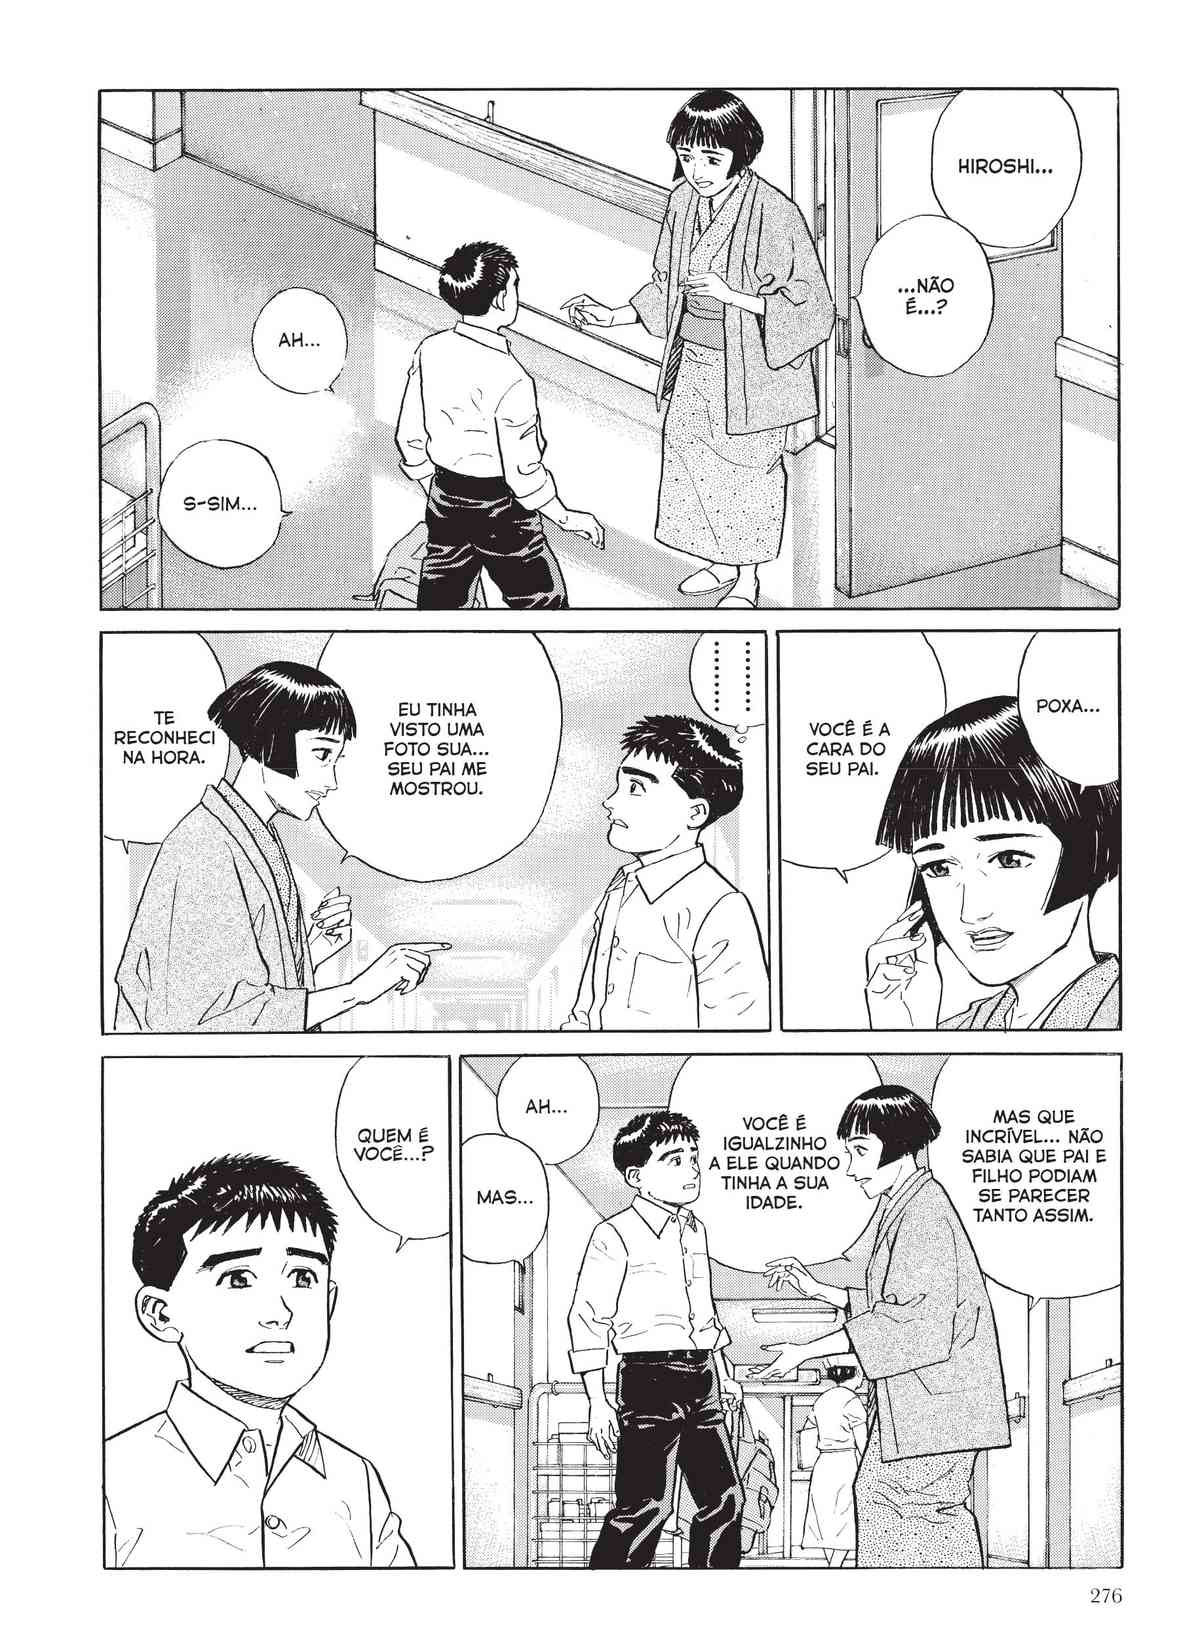 HIROSHI...
...NÃO
É...?
AH...
S-SIM...
POXA...
VOCÊ É A
CARA DO
SEU PAI.
EU TINHA
VISTO UMA
FOTO SUA...
SEU PAI ME
MOSTROU.
TE
RECONHECI
NA HORA.
MAS QUE
INCRÍVEL... NÃO
SABIA QUE PAI E
FILHO PODIAM
SE PARECER
TANTO ASSIM.
VOCÊ É
IGUALZINHO
A ELE QUANDO
TINHA A SUA
IDADE.
AH...
MAS...
QUEM É
VOCÊ...?
276